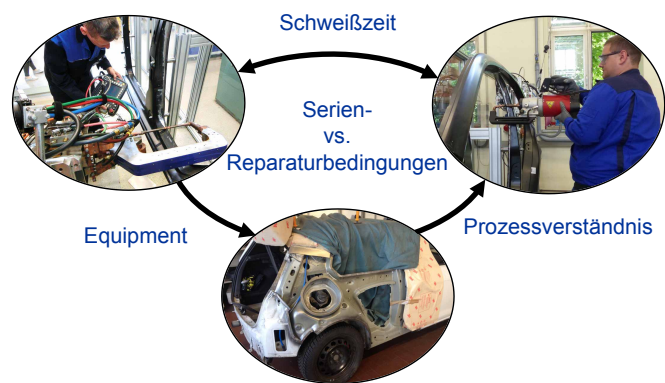 Schweißzeit
Serien-
vs.
Reparaturbedingungen
Equipment
Prozessverständnis